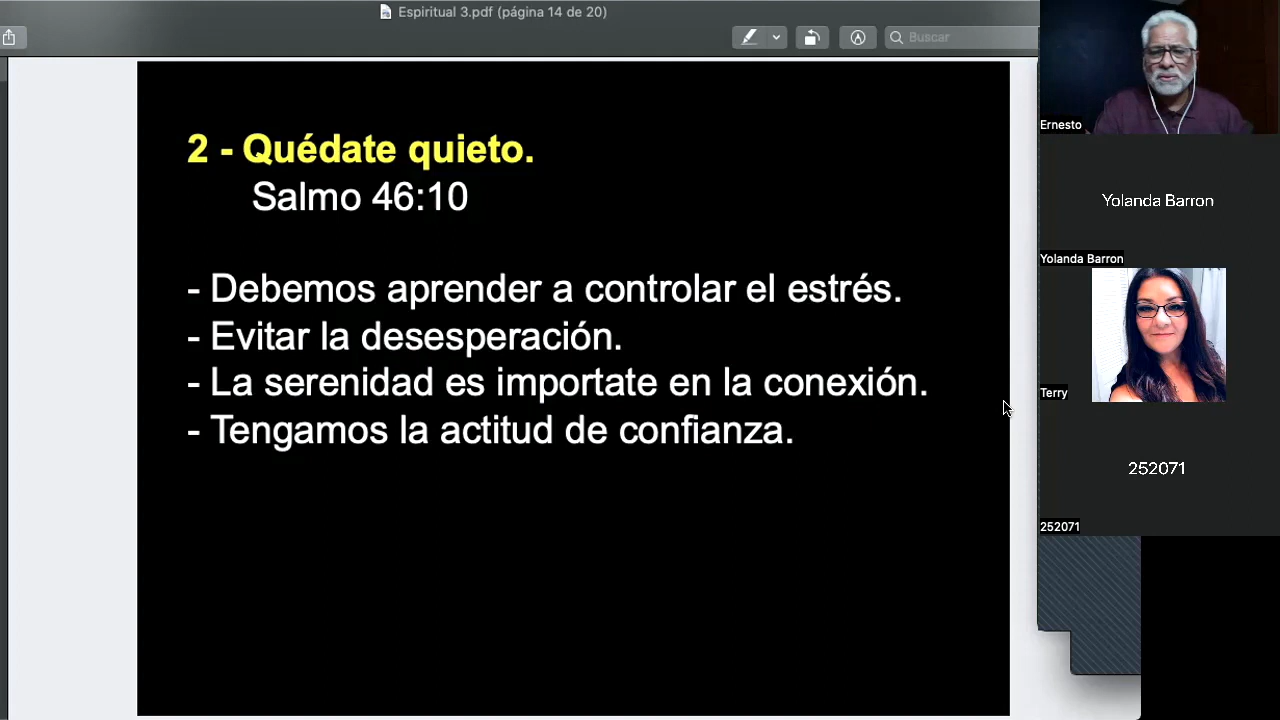 Espiritual 3.pdf (página 14 de 20)
Buscar
2 - Quédate quieto.
Salmo 46:10
- Debemos aprender a controlar el estrés.
- Evitar la desesperación.
- La serenidad es importate en la conexión.
- Tengamos la actitud de confianza.
Ernesto
Yolanda Barron
Yolanda Barron
Terry
252071
252071